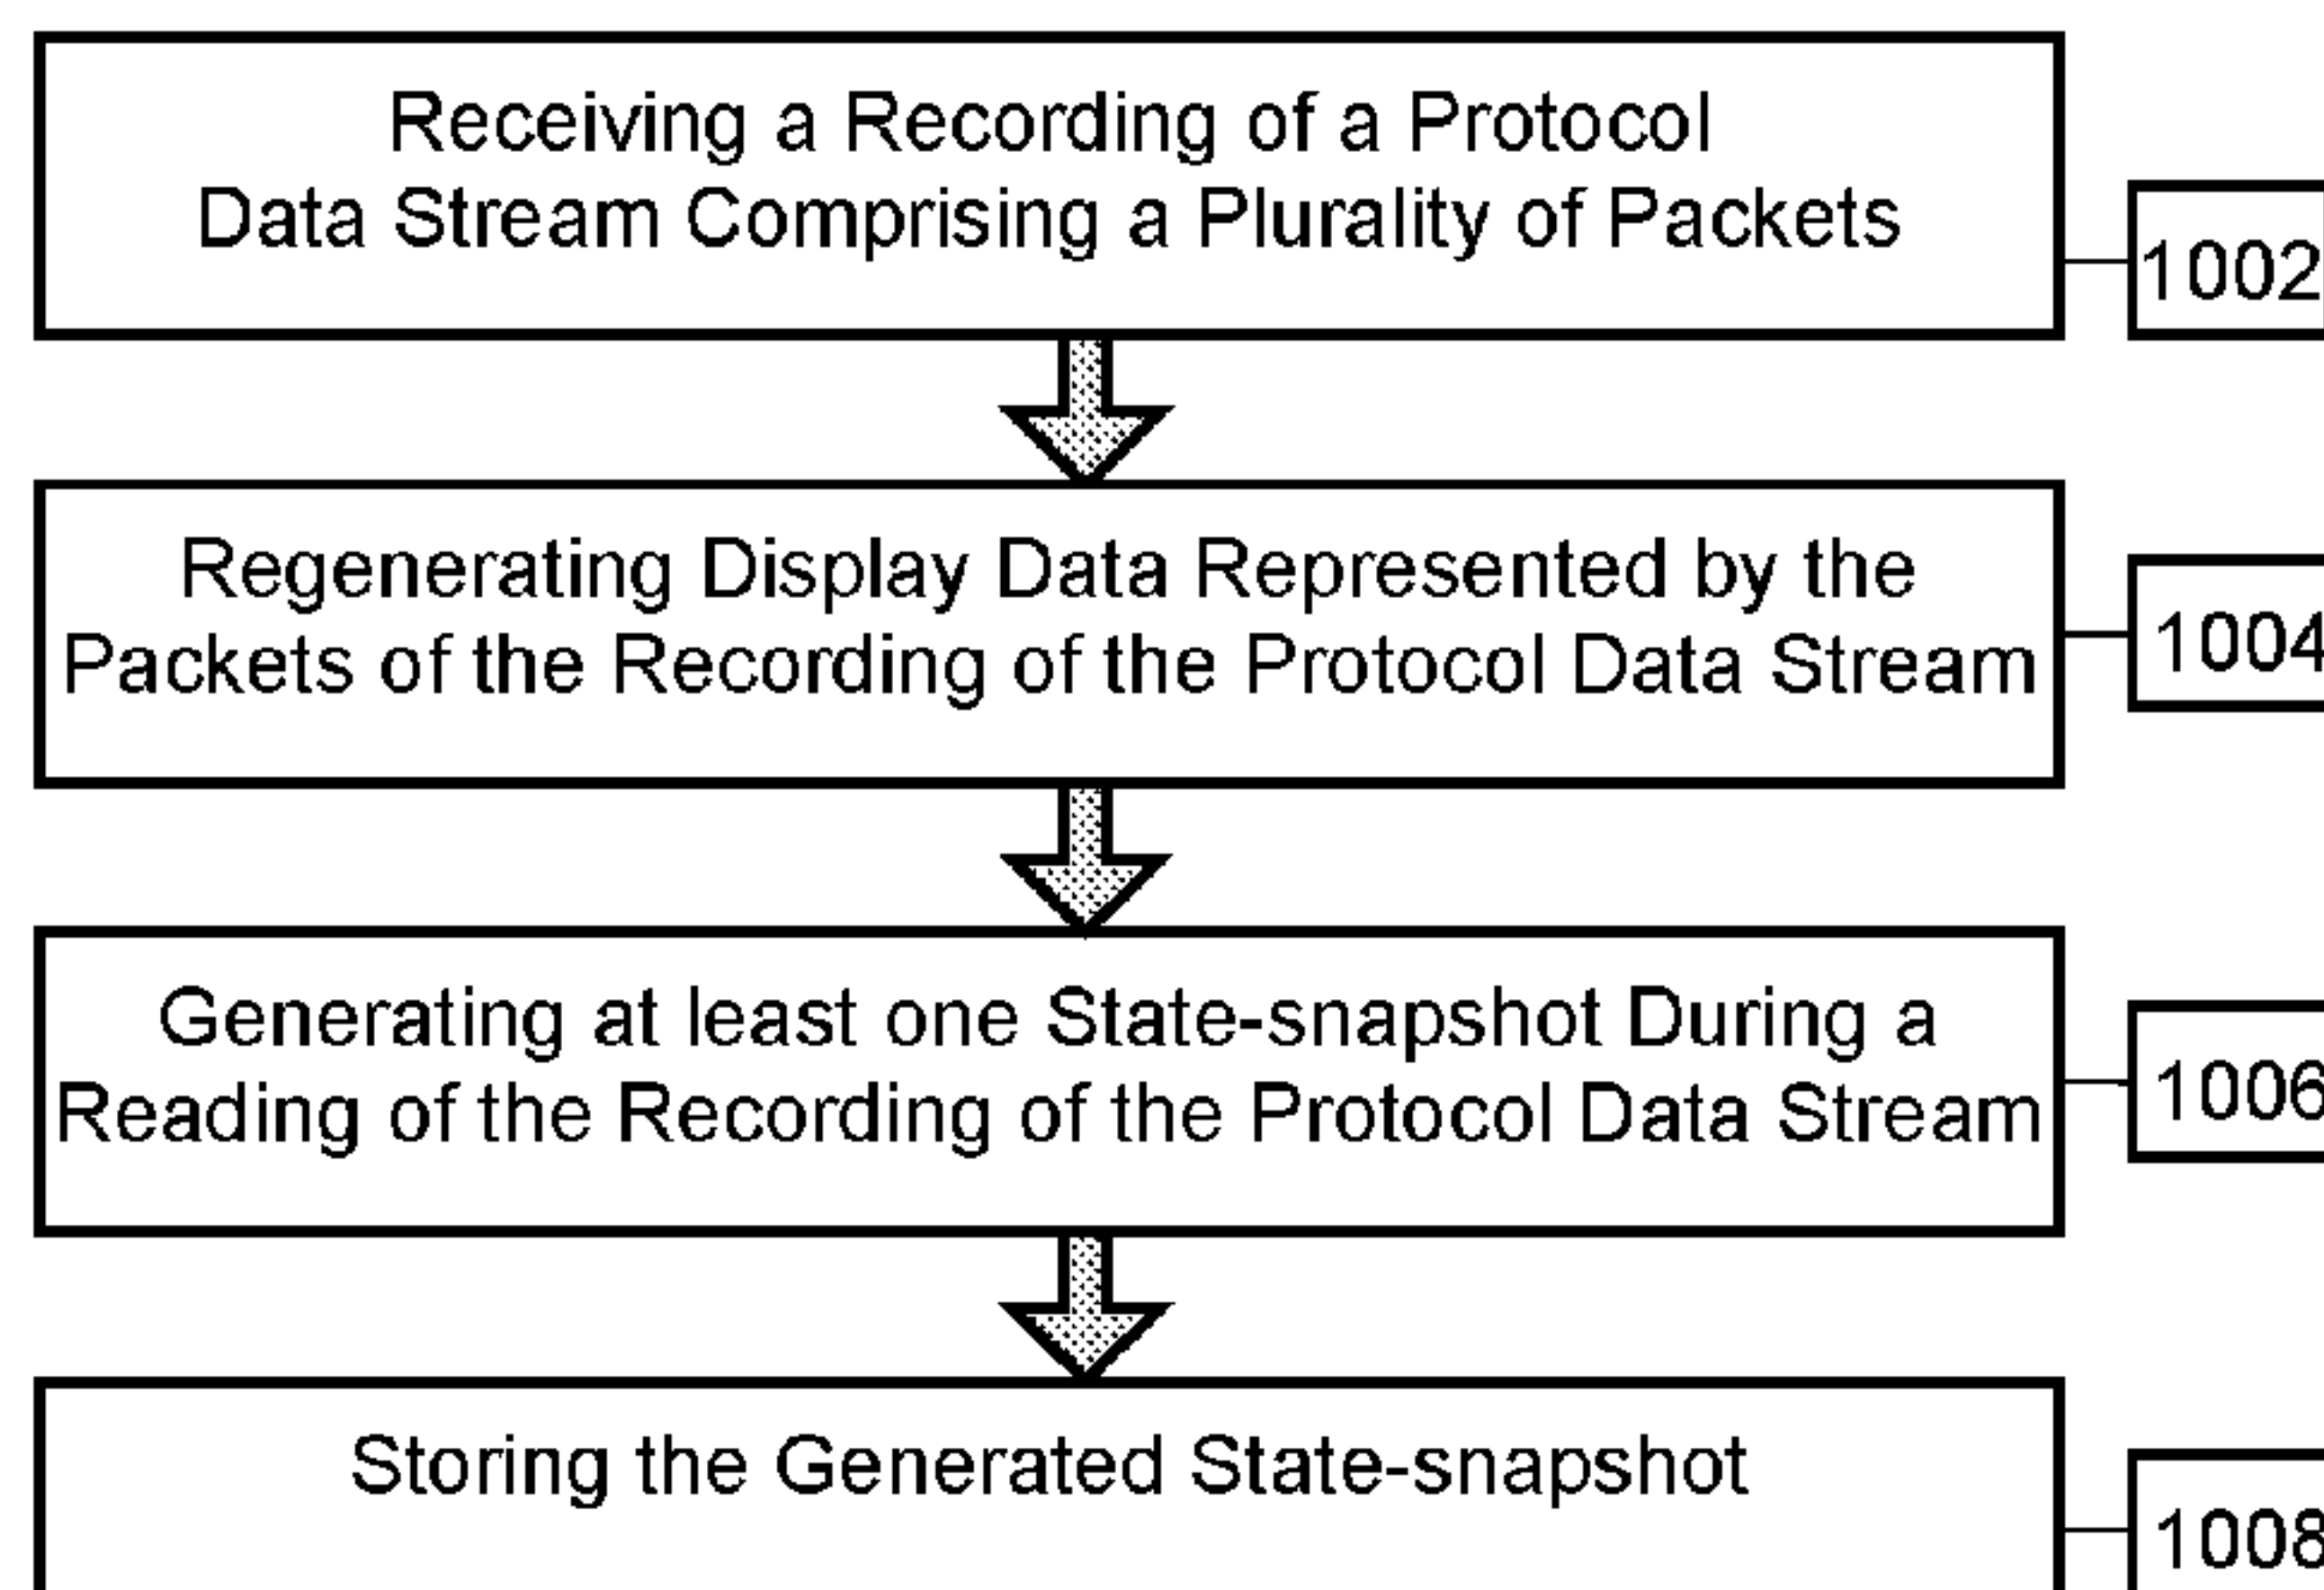 Receiving a Recording of a Protocol
Data Stream Comprising a Plurality of Packets
1002
Regenerating Display Data Represented by the
Packets of the Recording of the Protocol Data Stream
1004
Generating at least one State-snapshot During a
Reading of the Recording of the Protocol Data Stream
1006
Storing the Generated State-snapshot
1008